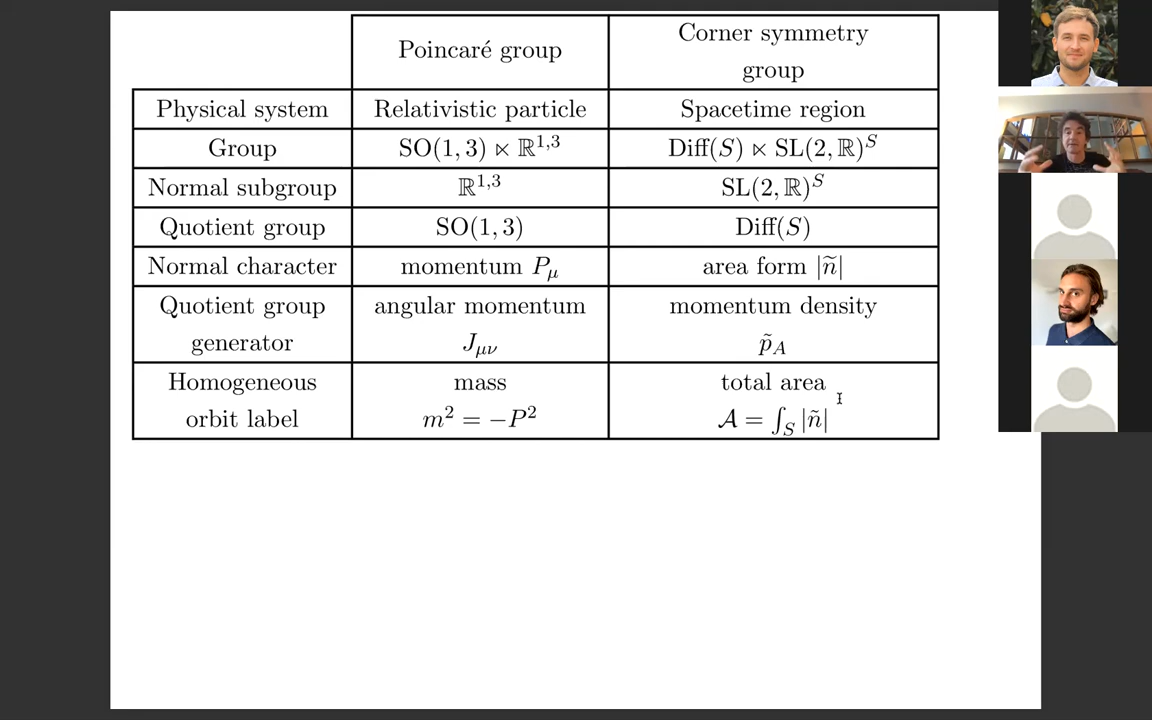 Poincaré group
Corner symmetry
group
Physical system Relativistic particle Spacetime region
Group SO(1, 3) ⋉ ℝ^{1,3} Diff(S) ⋉ SL(2, ℝ)^S
Normal subgroup ℝ^{1,3} SL(2, ℝ)^S
Quotient group SO(1, 3) Diff(S)
Normal character momentum P_μ area form |ñ|
Quotient group angular momentum momentum density
generator J_{μν} p̃_A
Homogeneous mass total area
orbit label m² = −P² 𝒜 = ∫_S |ñ|